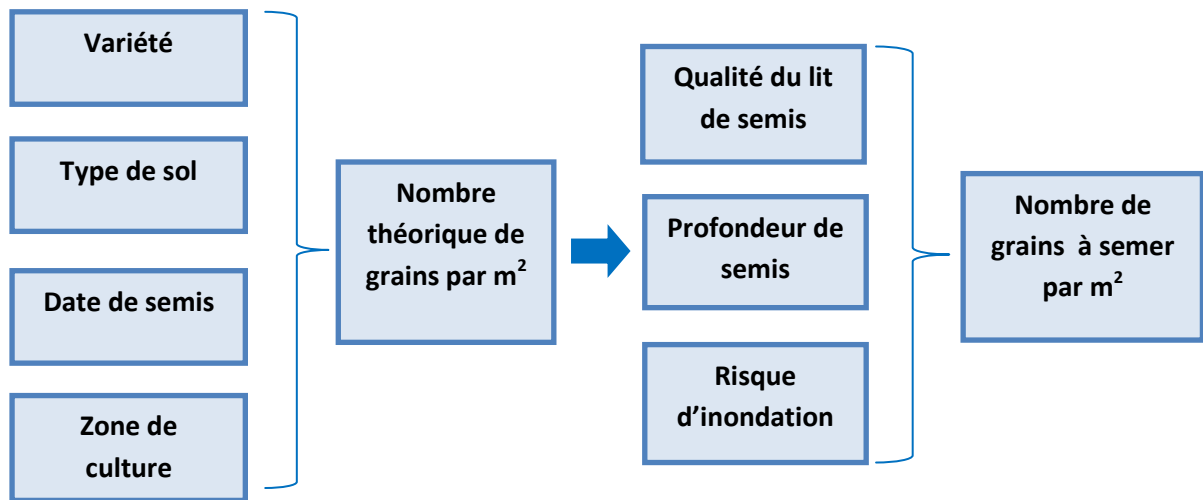 Variété
Type de sol
Date de semis
Zone de
culture
Nombre
théorique de
grains par m²
Qualité du lit
de semis
Profondeur de
semis
Risque
d’inondation
Nombre de
grains à semer
par m²